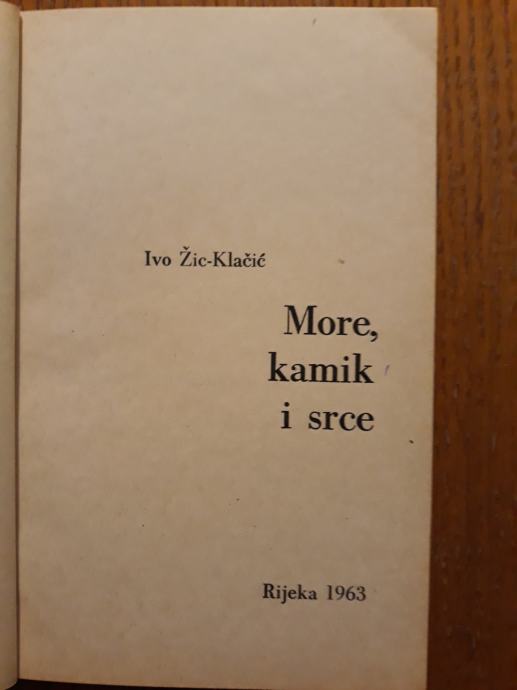 Ivo Žic-Klačić
More,
kamik
i srce
Rijeka 1963